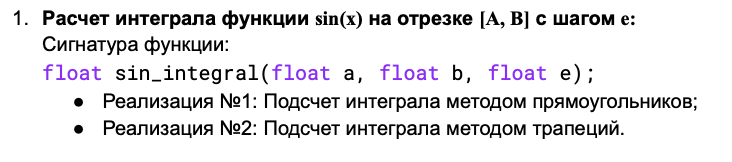 1. Расчет интеграла функции sin(x) на отрезке [A, B] с шагом e:
Сигнатура функции:
float sin_integral(float a, float b, float e);
● Реализация №1: Подсчет интеграла методом прямоугольников;
● Реализация №2: Подсчет интеграла методом трапеций.